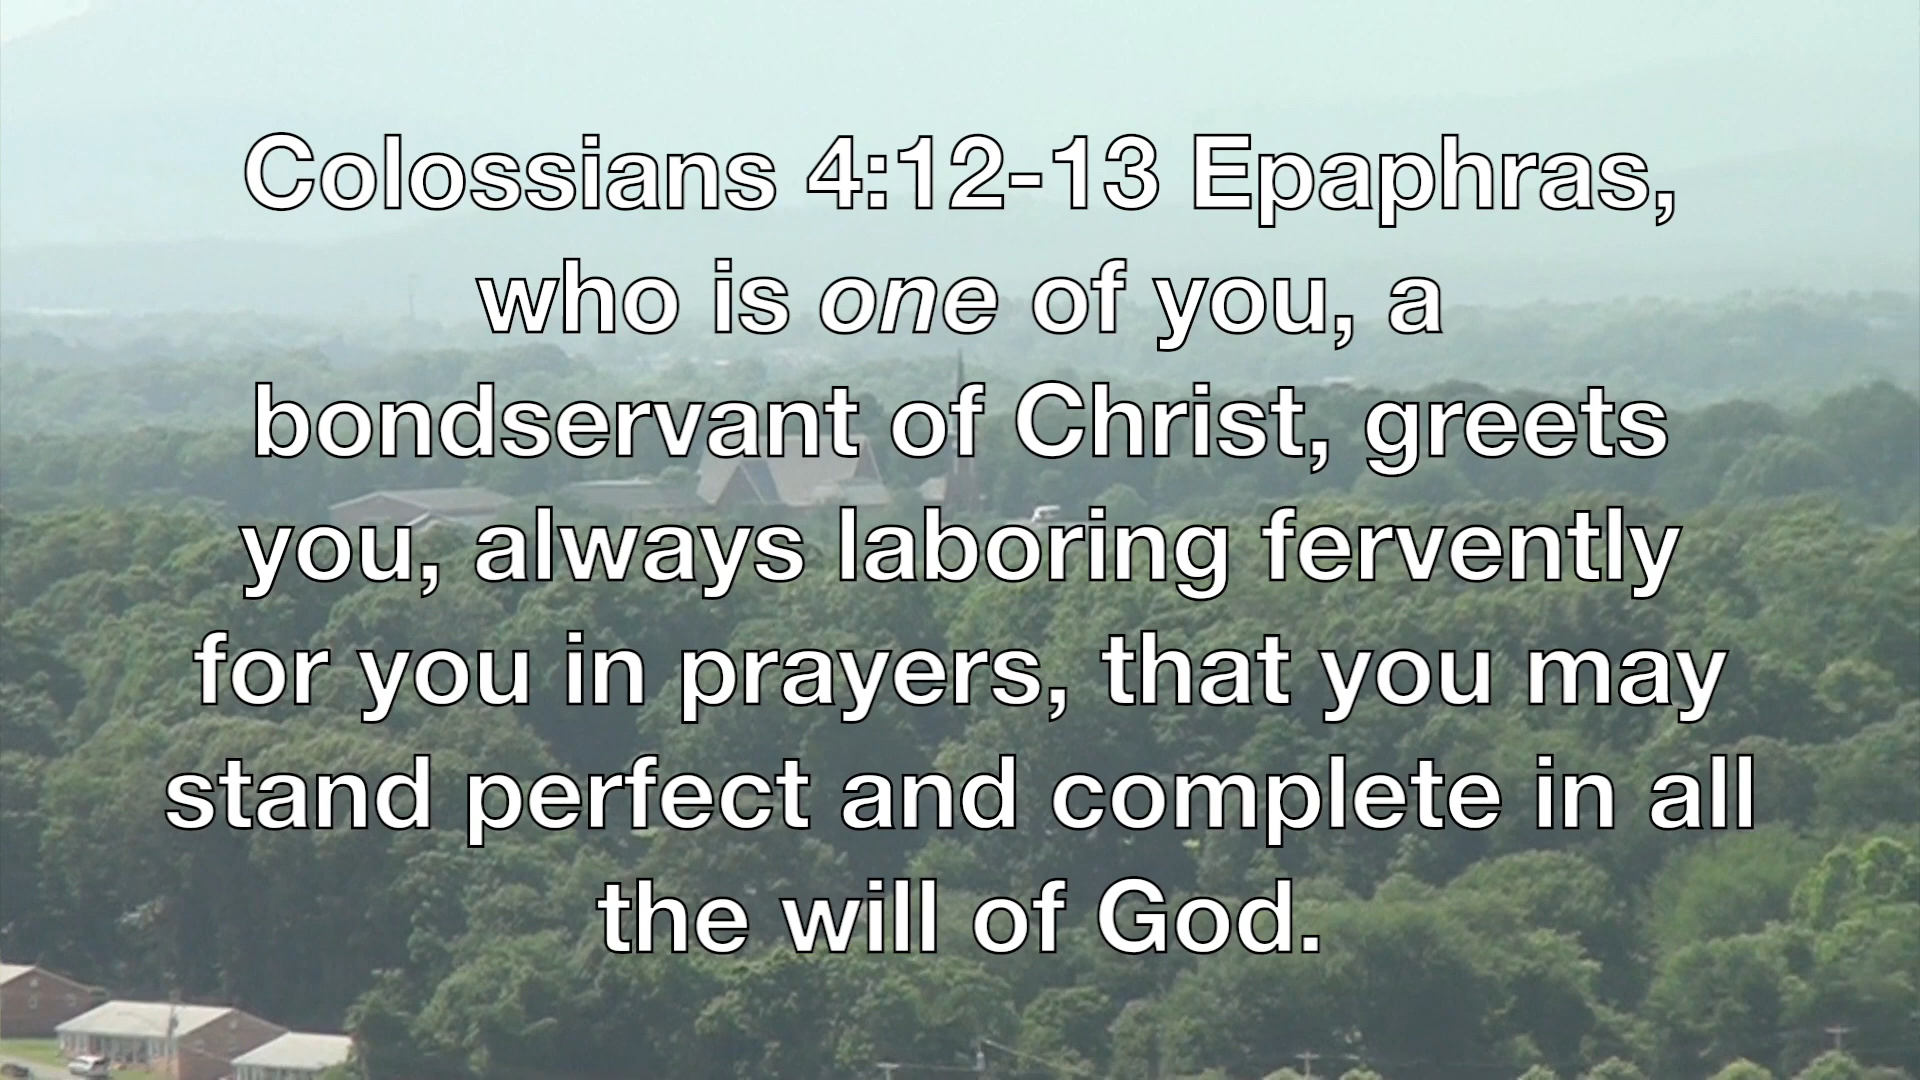 Colossians 4:12-13 Epaphras,
who is one of you, a
bondservant of Christ, greets
you, always laboring fervently
for you in prayers, that you may
stand perfect and complete in all
the will of God.